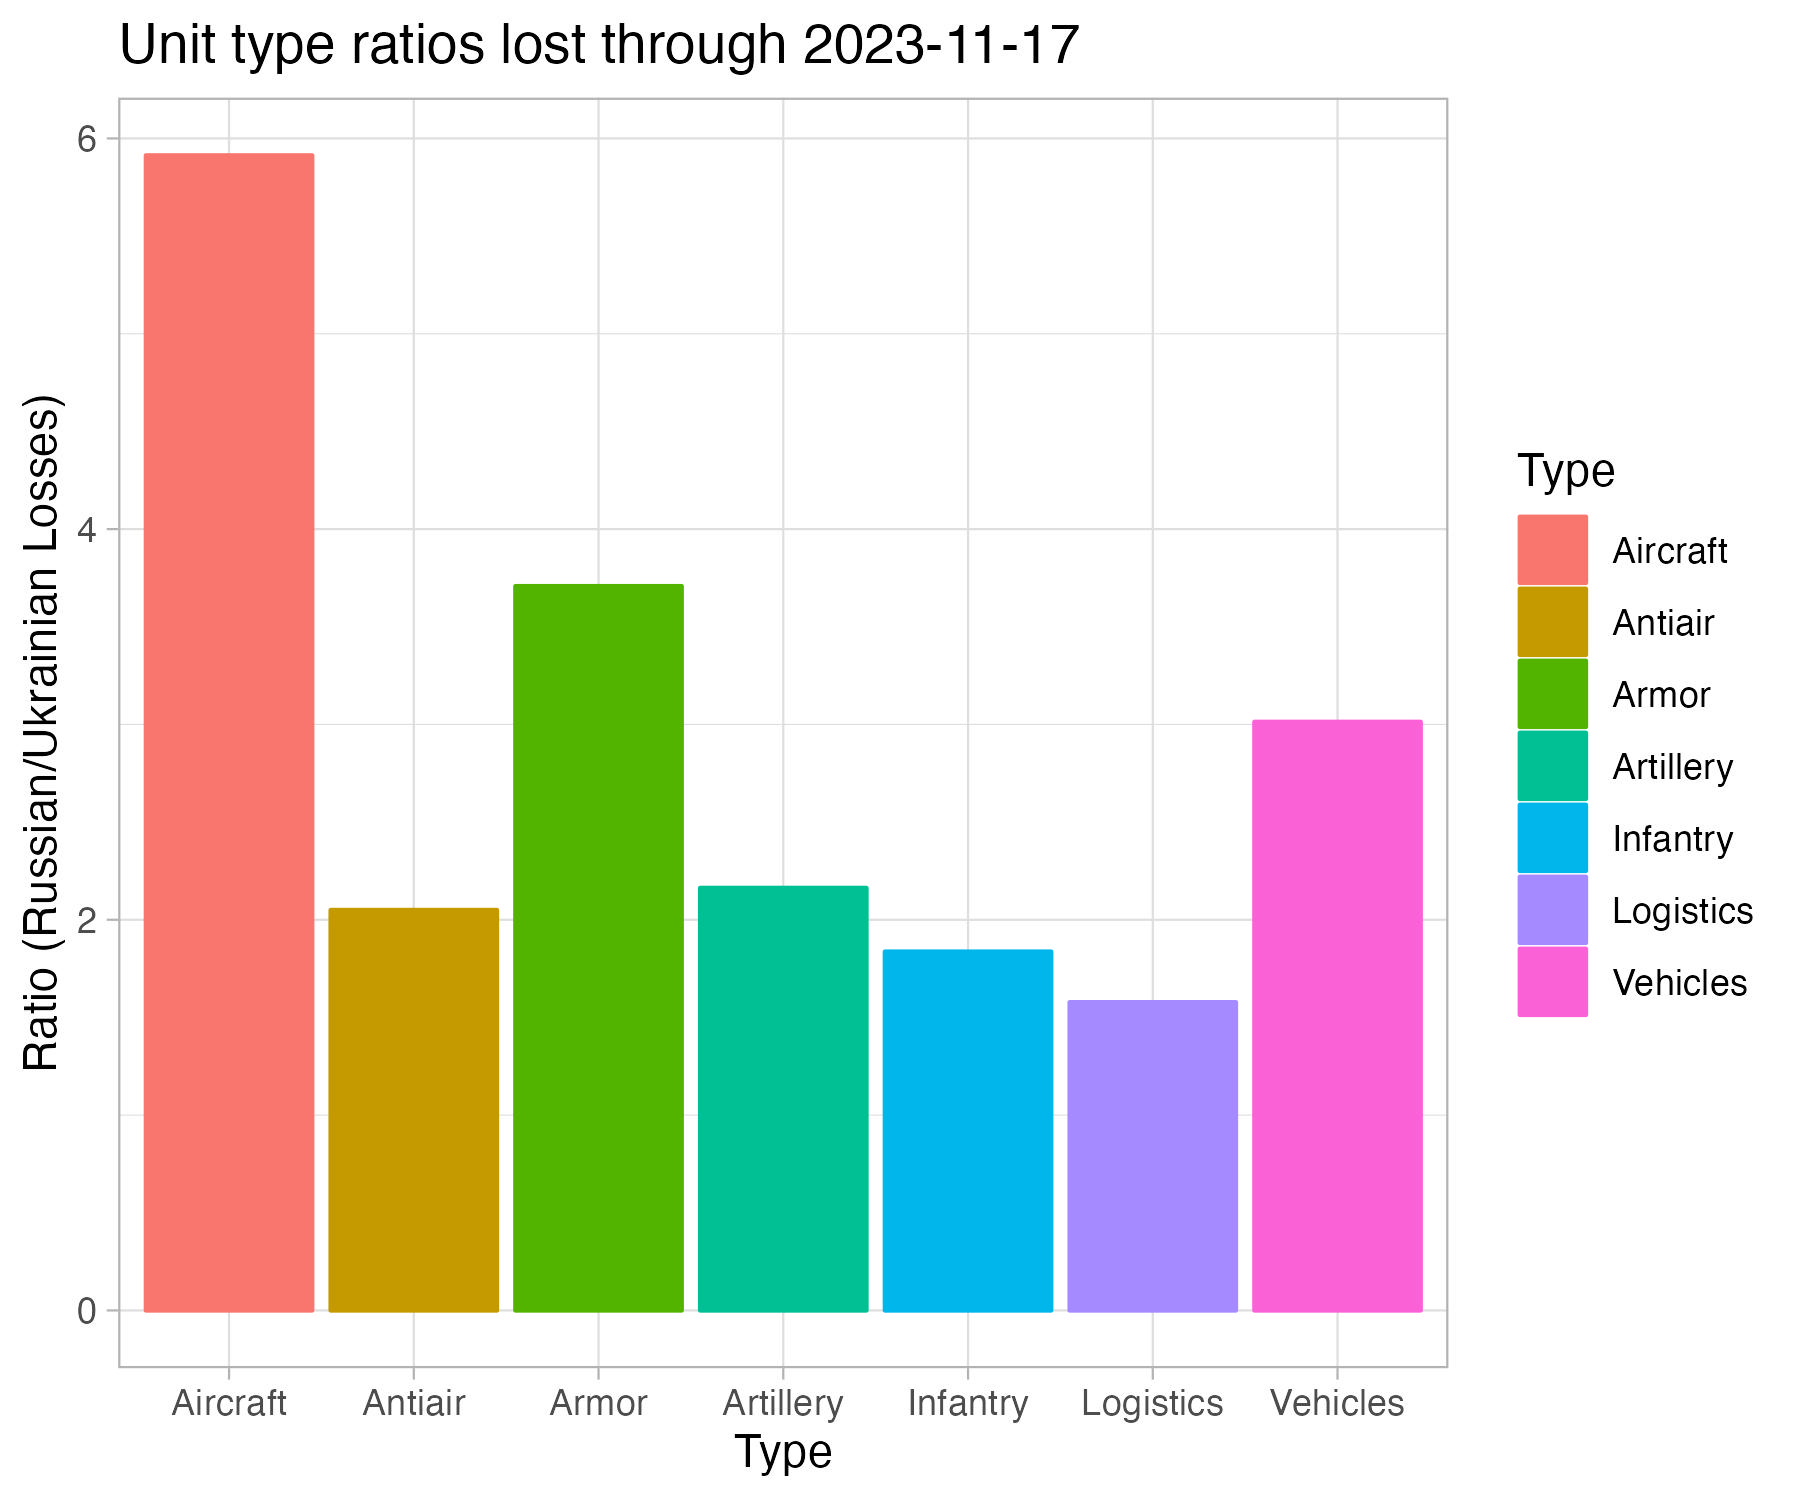 Unit type ratios lost through 2023-11-17
Ratio (Russian/Ukrainian Losses)
6
4
2
0
Aircraft
Antiair
Armor
Artillery
Infantry
Logistics
Vehicles
Type
Type
Aircraft
Antiair
Armor
Artillery
Infantry
Logistics
Vehicles